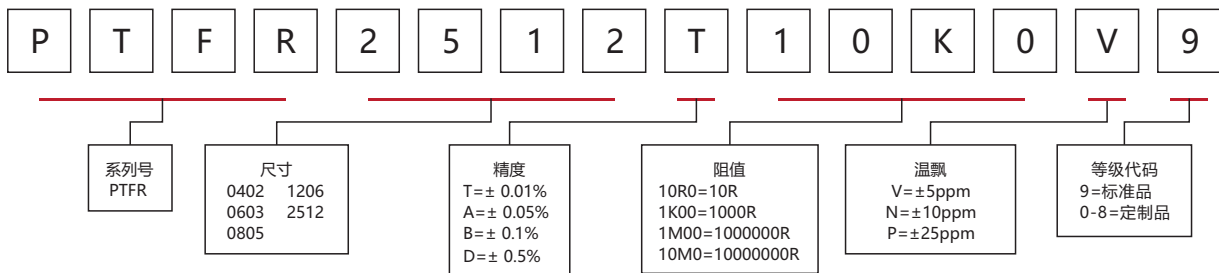 P T F R 2 5 1 2 T 1 0 K 0 V 9
系列号
PTFR
尺寸
0402 1206
0603 2512
0805
精度
T=± 0.01%
A=± 0.05%
B=± 0.1%
D=± 0.5%
阻值
10R0=10R
1K00=1000R
1M00=1000000R
10M0=10000000R
温飘
V=±5ppm
N=±10ppm
P=±25ppm
等级代码
9=标准品
0-8=定制品